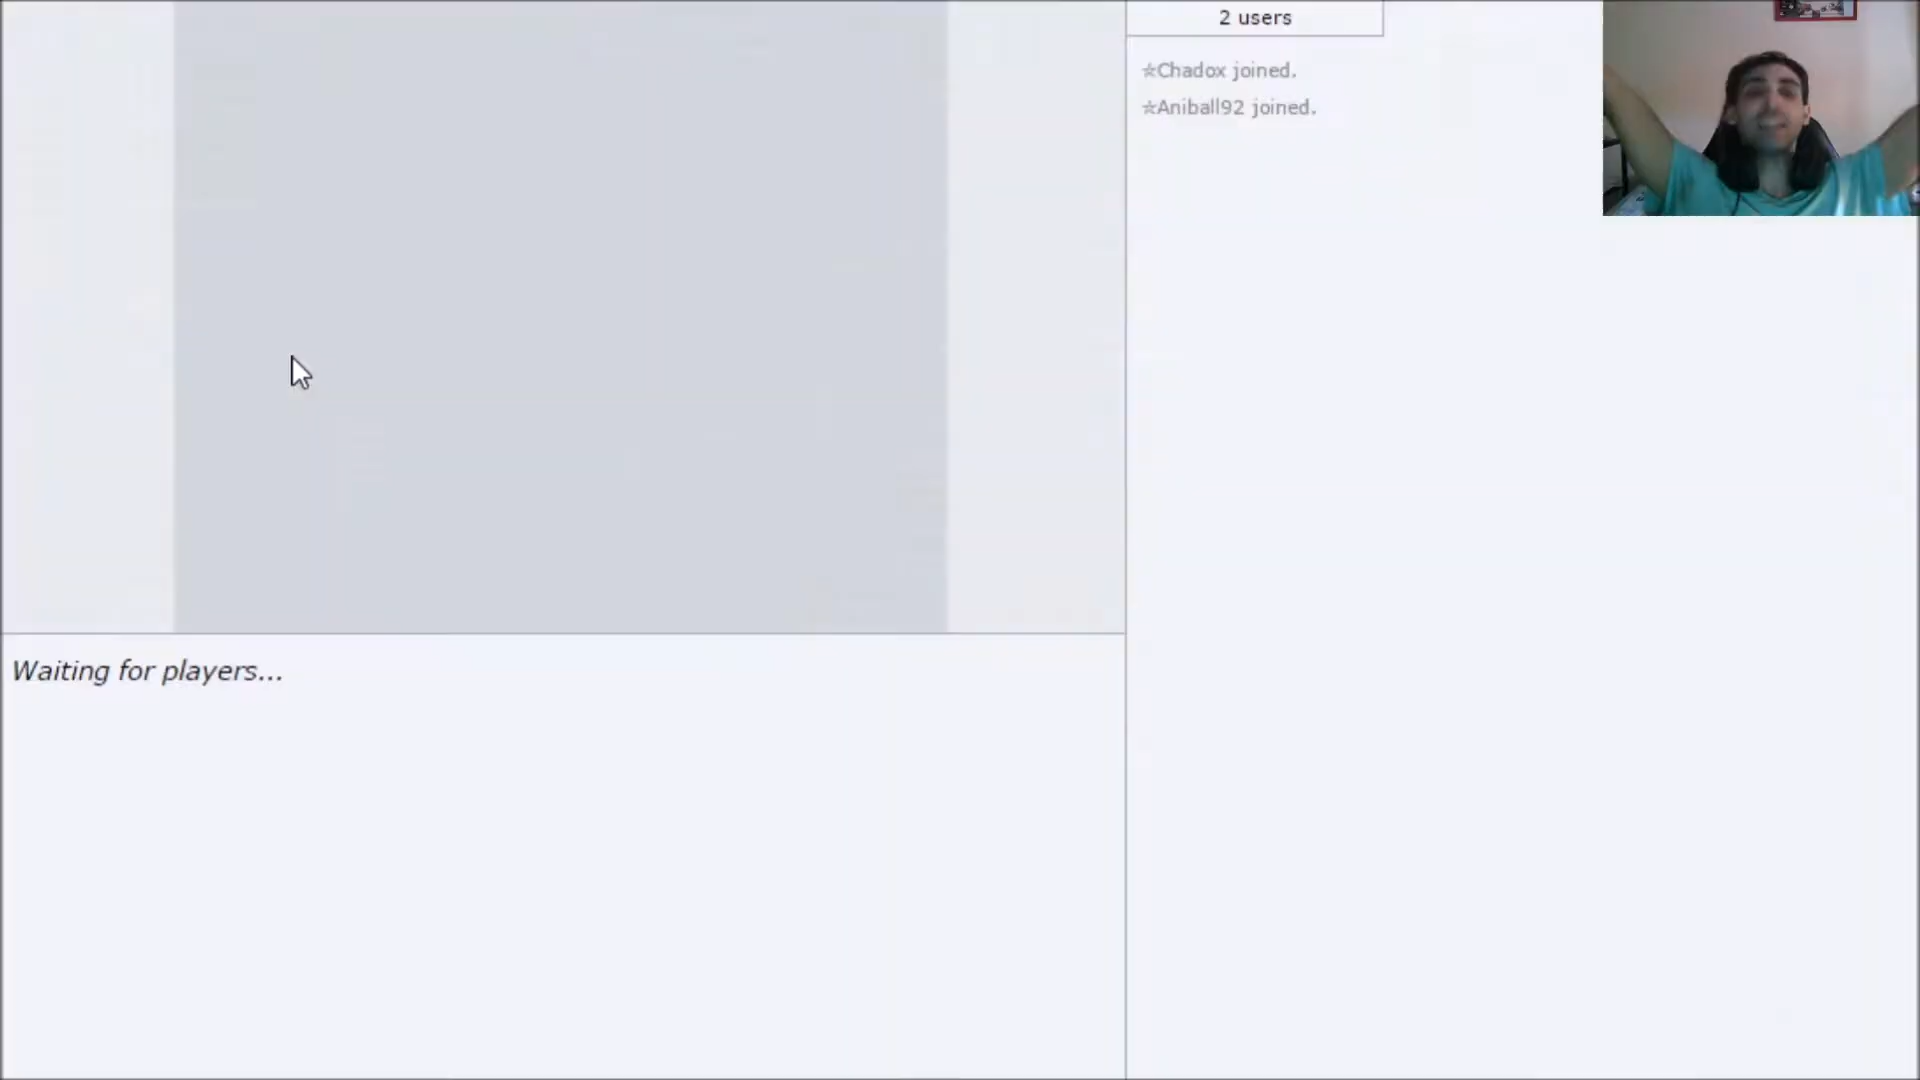 2 users
☆Chadox joined.
☆Aniball92 joined.
Waiting for players...